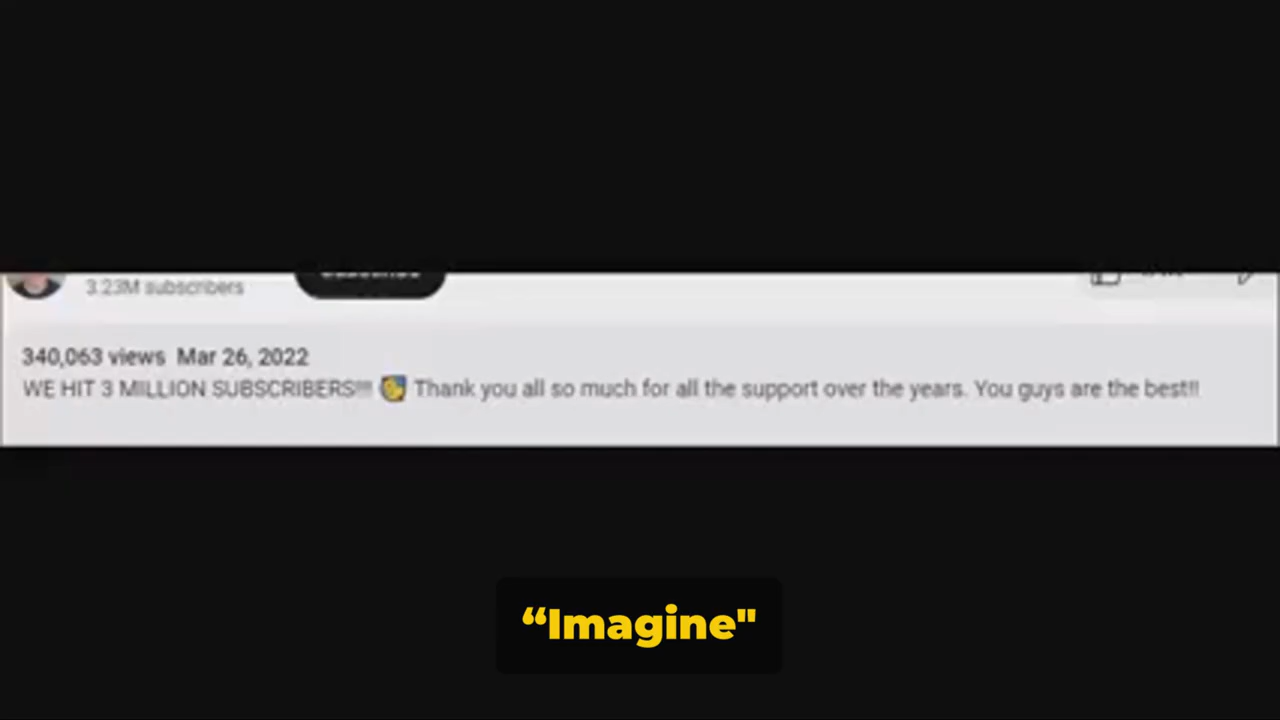 3.23M subscribers
340,063 views Mar 26, 2022
WE HIT 3 MILLION SUBSCRIBERS!!! Thank you all so much for all the support over the years. You guys are the best!!
“Imagine"